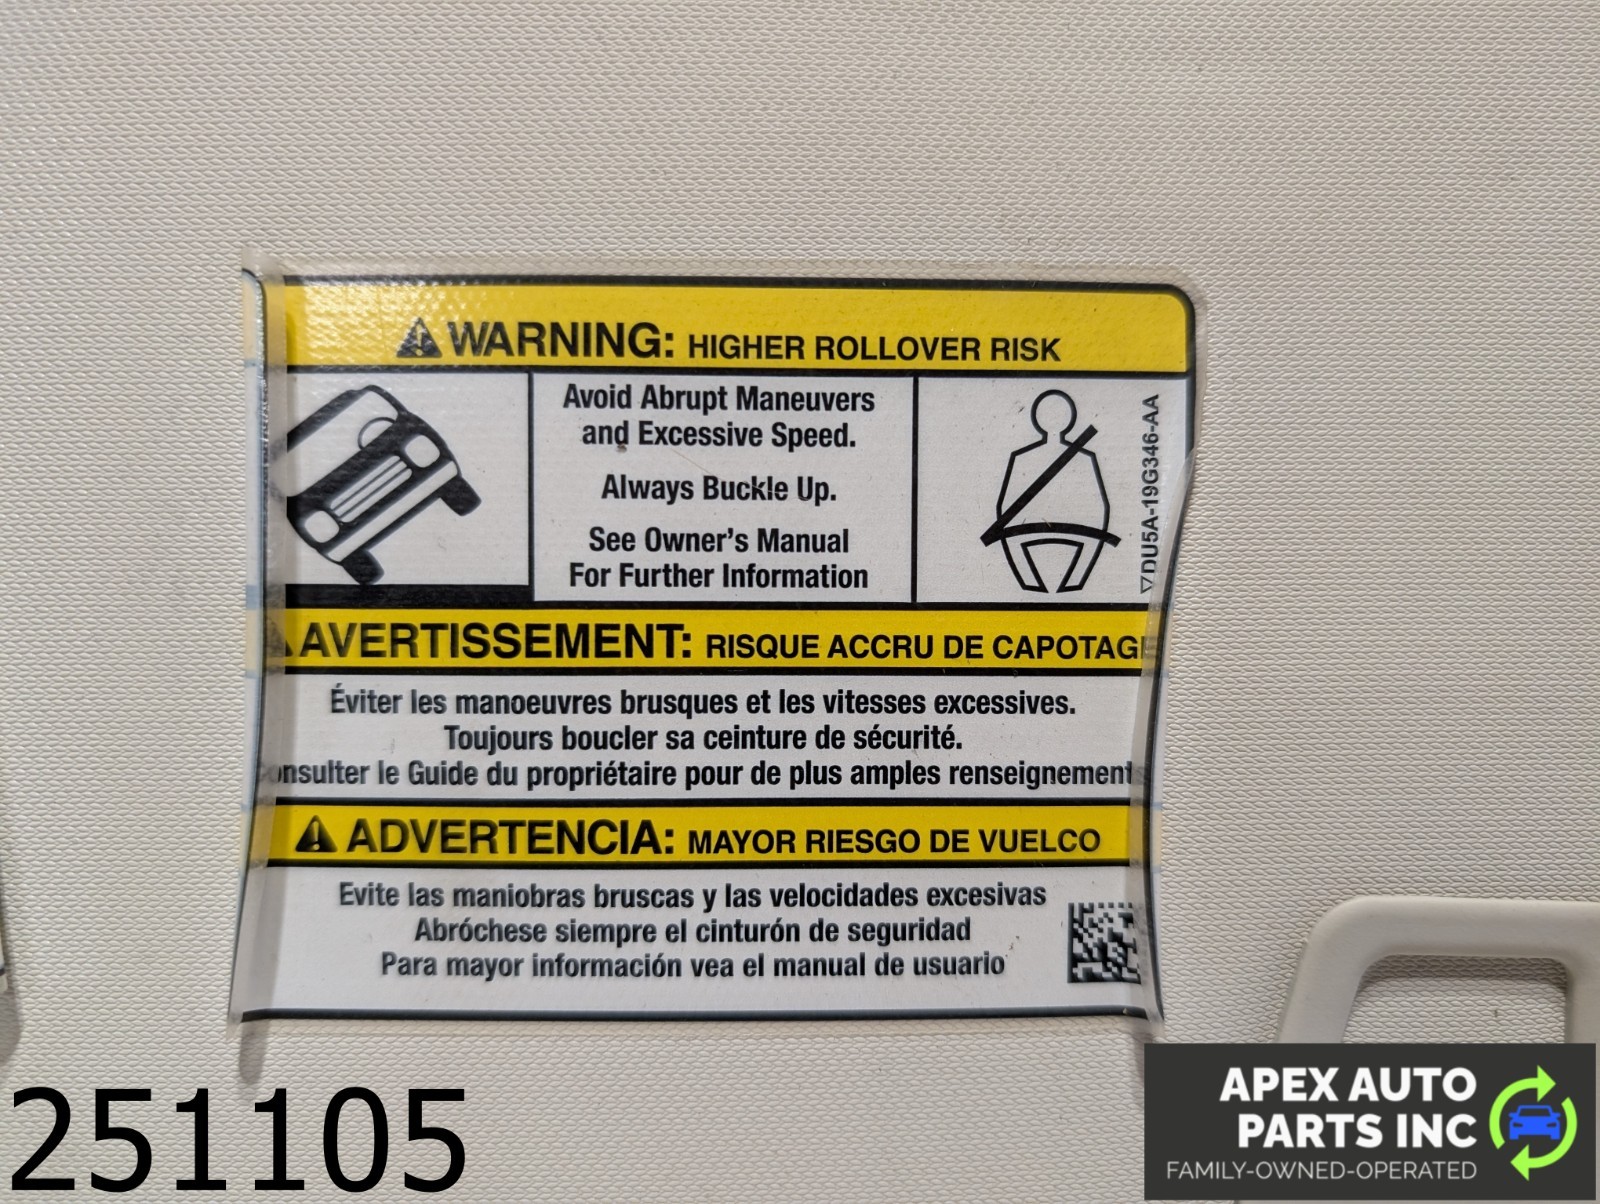 WARNING: HIGHER ROLLOVER RISK
Avoid Abrupt Maneuvers
and Excessive Speed.
Always Buckle Up.
See Owner's Manual
For Further Information
DU5A-19G346-AA
AVERTISSEMENT: RISQUE ACCRU DE CAPOTAGE
Éviter les manoeuvres brusques et les vitesses excessives.
Toujours boucler sa ceinture de sécurité.
onsulter le Guide du propriétaire pour de plus amples renseignements
ADVERTENCIA: MAYOR RIESGO DE VUELCO
Evite las maniobras bruscas y las velocidades excesivas
Abróchese siempre el cinturón de seguridad
Para mayor información vea el manual de usuario
251105
APEX AUTO
PARTS INC
FAMILY-OWNED-OPERATED